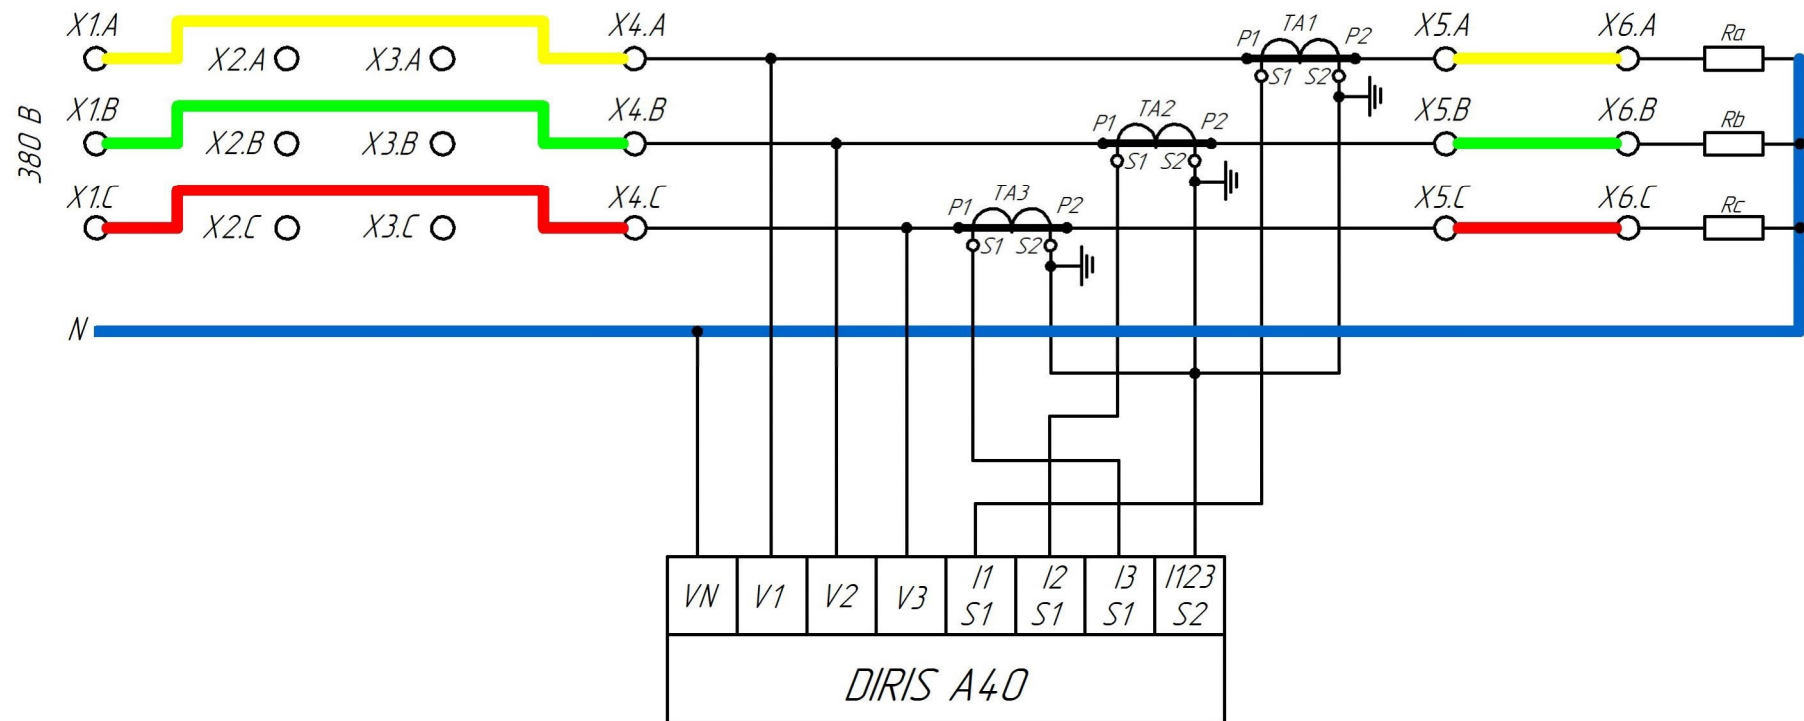 X1.A
X2.A
X3.A
X4.A
P1
TA1
P2
S1
S2
X5.A
X6.A
Ra
380 В
X1.B
X2.B
X3.B
X4.B
P1
TA2
P2
S1
S2
X5.B
X6.B
Rb
X1.C
X2.C
X3.C
X4.C
P1
TA3
P2
S1
S2
X5.C
X6.C
Rc
N
VN
V1
V2
V3
I1
S1
I2
S1
I3
S1
I123
S2
DIRIS A40